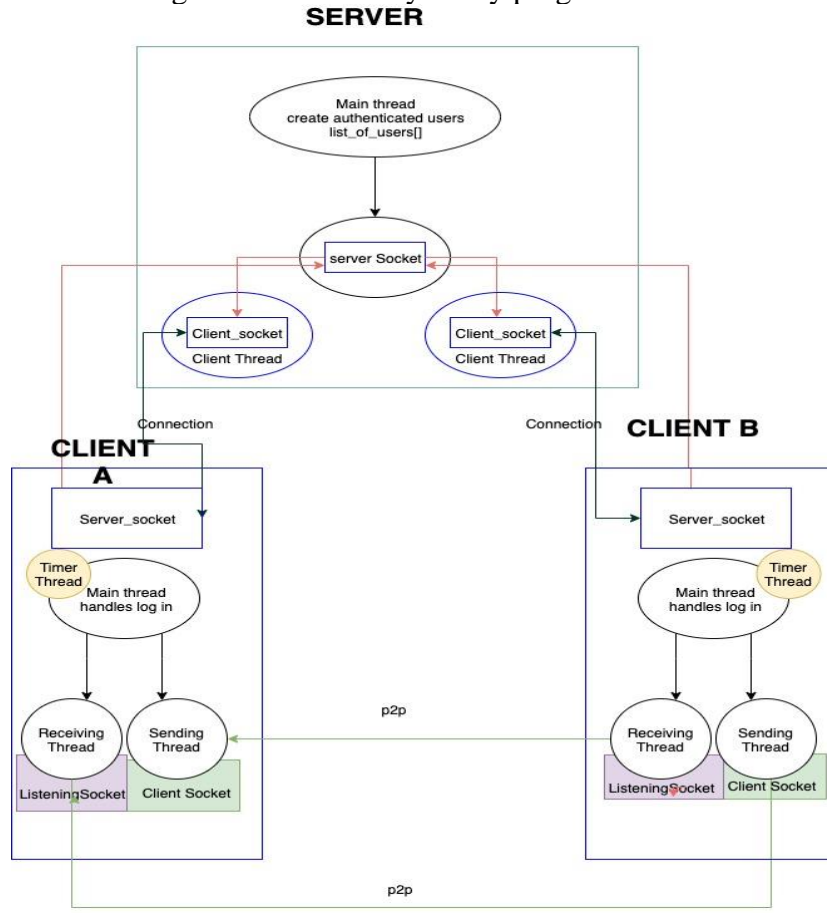 SERVER
Main thread
create authenticated users
list_of_users[]
server Socket
Client_socket
Client Thread
Client_socket
Client Thread
Connection
Connection
CLIENT
A
CLIENT B
Server_socket
Timer
Thread
Main thread
handles log in
Receiving
Thread
Sending
Thread
ListeningSocket
Client Socket
p2p
Server_socket
Timer
Thread
Main thread
handles log in
Receiving
Thread
Sending
Thread
ListeningSocket
Client Socket
p2p